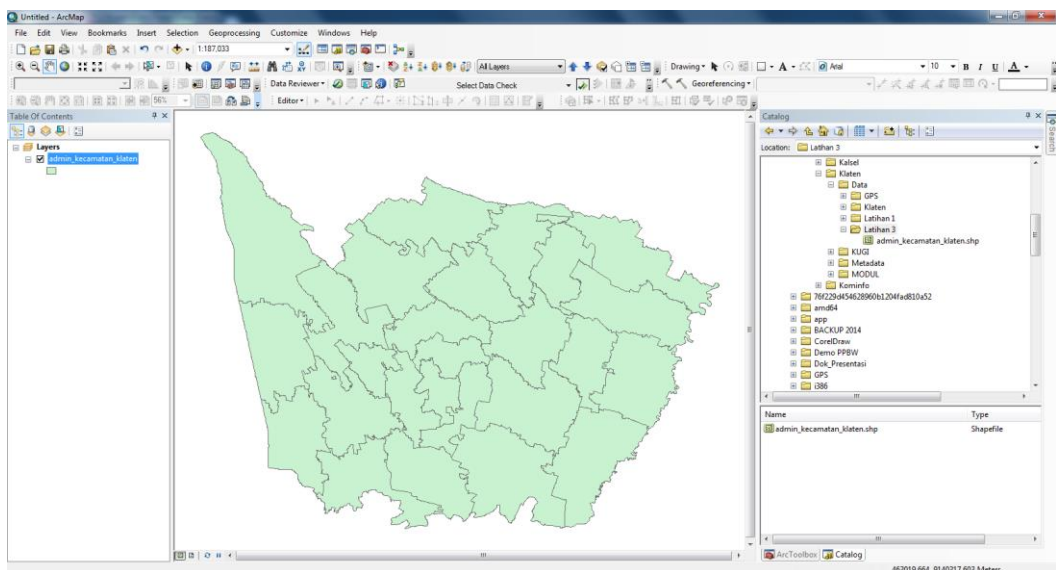 Untitled - ArcMap
File Edit View Bookmarks Insert Selection Geoprocessing Customize Windows Help
1:187,033
All Layers
Drawing
Arial
10
B I U A
Data Reviewer
Select Data Check
Georeferencing
56%
Editor
Table Of Contents
Layers
admin_kecamatan_klaten
Catalog
Location: Latihan 3
Kalsel
Klaten
Data
GPS
Klaten
Latihan 1
Latihan 3
admin_kecamatan_klaten.shp
KUGI
Metadata
MODUL
Kominfo
76f229d454628960b1204fad810a52
amd64
app
BACKUP 2014
CorelDraw
Demo PPBW
Dok_Presentasi
GPS
i386
Name Type
admin_kecamatan_klaten.shp Shapefile
ArcToolbox Catalog
Search